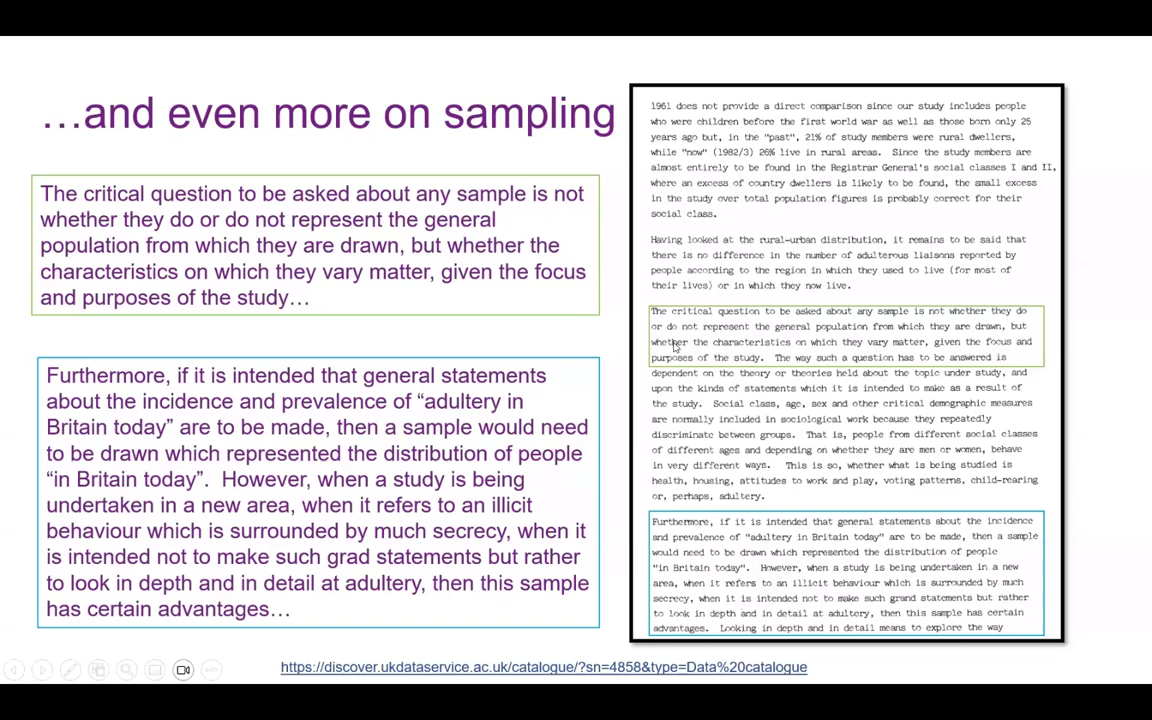 …and even more on sampling
The critical question to be asked about any sample is not
whether they do or do not represent the general
population from which they are drawn, but whether the
characteristics on which they vary matter, given the focus
and purposes of the study…
Furthermore, if it is intended that general statements
about the incidence and prevalence of “adultery in
Britain today” are to be made, then a sample would need
to be drawn which represented the distribution of people
“in Britain today”.  However, when a study is being
undertaken in a new area, when it refers to an illicit
behaviour which is surrounded by much secrecy, when it
is intended not to make such grad statements but rather
to look in depth and in detail at adultery, then this sample
has certain advantages…
1961 does not provide a direct comparison since our study includes people
who were children before the first world war as well as those born only 25
years ago but, in the "past", 21% of study members were rural dwellers,
while "now" (1982/3) 26% live in rural areas.  Since the study members are
almost entirely to be found in the Registrar General's social classes I and II,
where an excess of country dwellers is likely to be found, the small excess
in the study over total population figures is probably correct for their
social class.
Having looked at the rural-urban distribution, it remains to be said that
there is no difference in the number of adulterous liaisons reported by
people according to the region in which they used to live (for most of
their lives) or in which they now live.
The critical question to be asked about any sample is not whether they do
or do not represent the general population from which they are drawn, but
whether the characteristics on which they vary matter, given the focus and
purposes of the study.  The way such a question has to be answered is
dependent on the theory or theories held about the topic under study, and
upon the kinds of statements which it is intended to make as a result of
the study.  Social class, age, sex and other critical demographic measures
are normally included in sociological work because they repeatedly
discriminate between groups.  That is, people from different social classes
of different ages and depending on whether they are men or women, behave
in very different ways.  This is so, whether what is being studied is
health, housing, attitudes to work and play, voting patterns, child-rearing
or, perhaps, adultery.
Furthermore, if it is intended that general statements about the incidence
and prevalence of "adultery in Britain today" are to be made, then a sample
would need to be drawn which represented the distribution of people
"in Britain today".  However, when a study is being undertaken in a new
area, when it refers to an illicit behaviour which is surrounded by much
secrecy, when it is intended not to make such grand statements but rather
to look in depth and in detail at adultery, then this sample has certain
advantages.  Looking in depth and in detail means to explore the way
https://discover.ukdataservice.ac.uk/catalogue/?sn=4858&type=Data%20catalogue